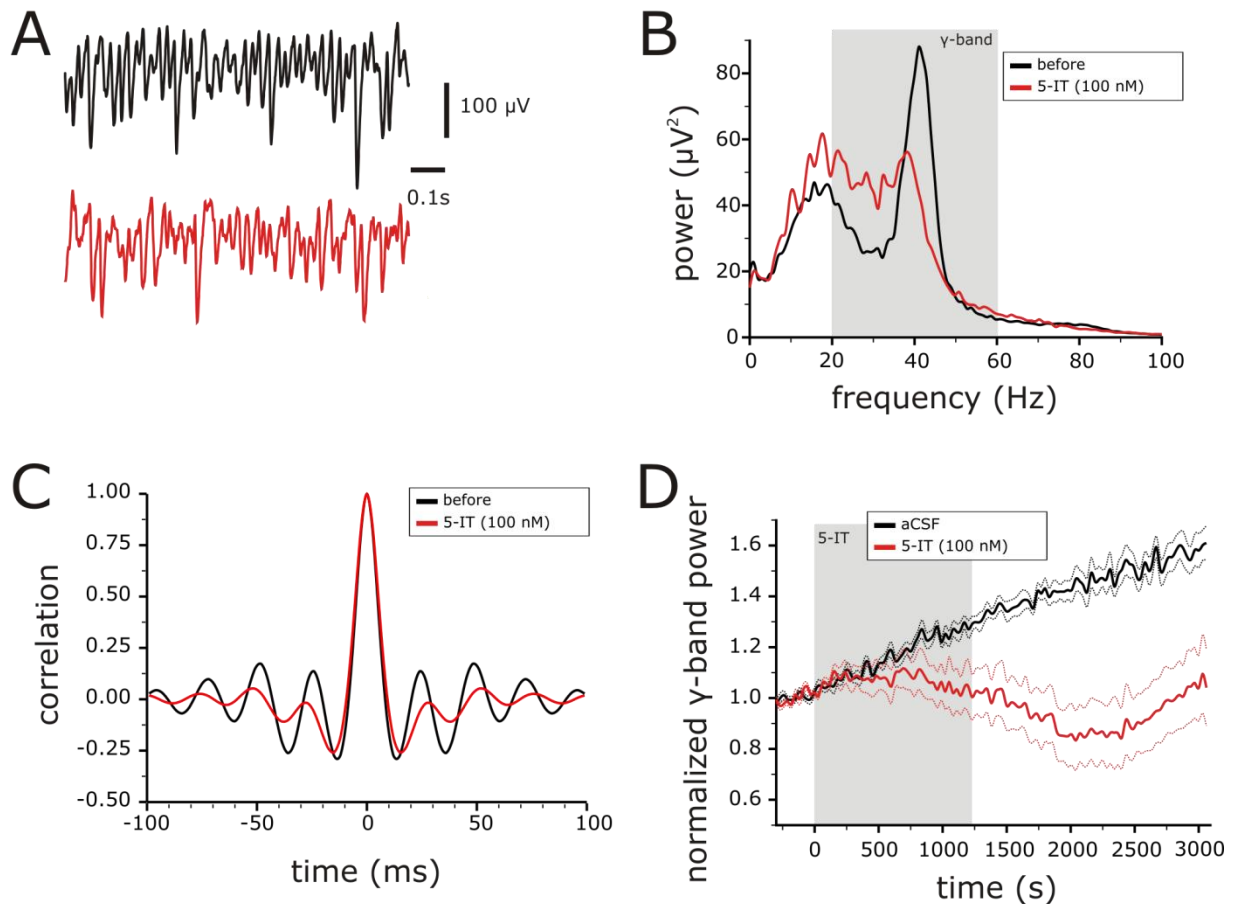 A
100 µV
0.1s
B
γ-band
before
5-IT (100 nM)
power (µV²)
80
60
40
20
0
0 20 40 60 80 100
frequency (Hz)
C
before
5-IT (100 nM)
correlation
1.00
0.75
0.50
0.25
0.00
-0.25
-0.50
-100 -50 0 50 100
time (ms)
D
5-IT
aCSF
5-IT (100 nM)
normalized γ-band power
1.6
1.4
1.2
1.0
0.8
0.6
0 500 1000 1500 2000 2500 3000
time (s)